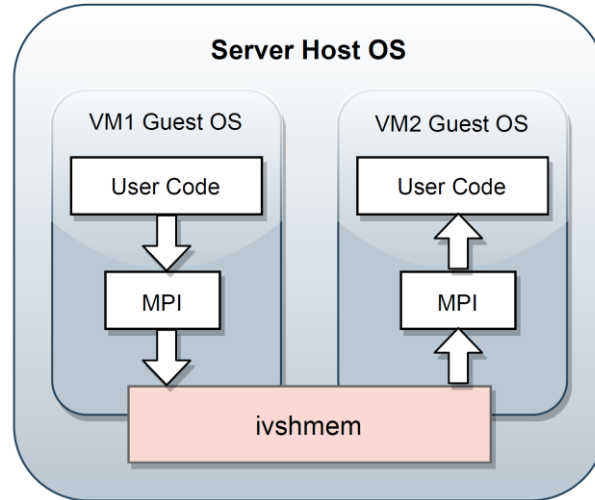 Server Host OS
VM1 Guest OS
User Code
MPI
VM2 Guest OS
User Code
MPI
ivshmem